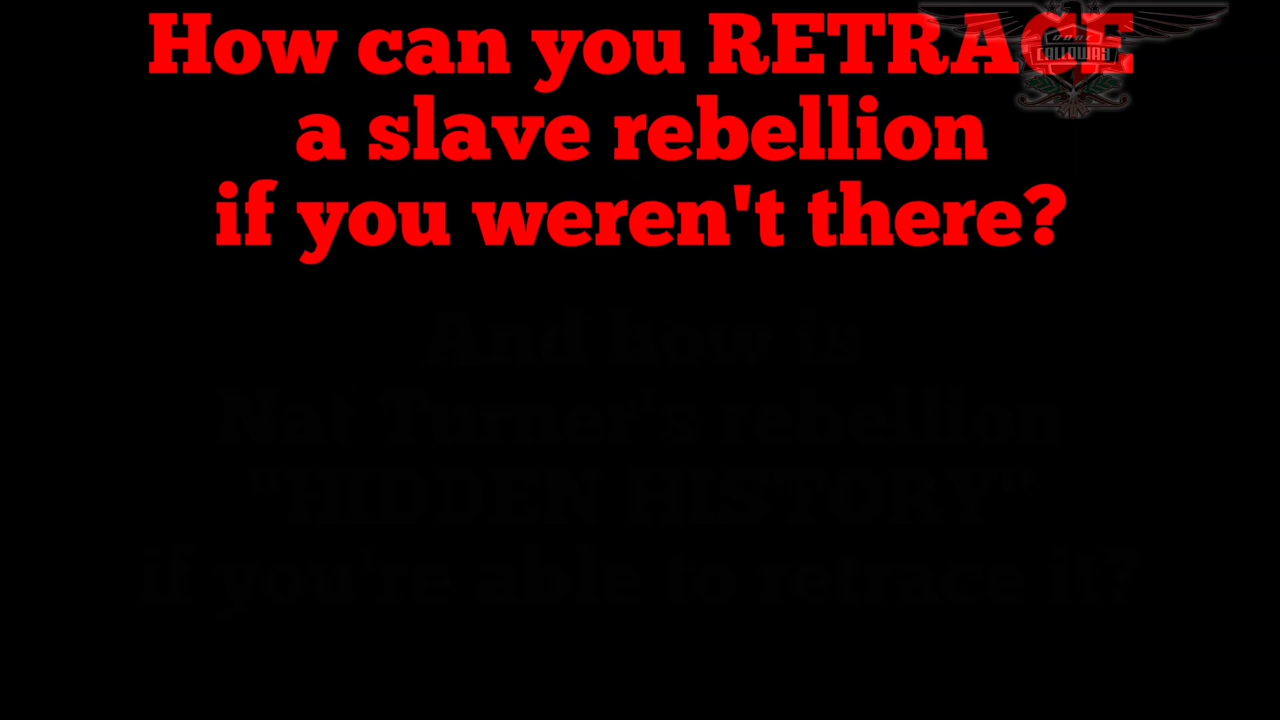 How can you RETRACE
a slave rebellion
if you weren't there?
And how is
Nat Turner's rebellion
"HIDDEN HISTORY"
if you're able to retrace it?
CALLOWAY